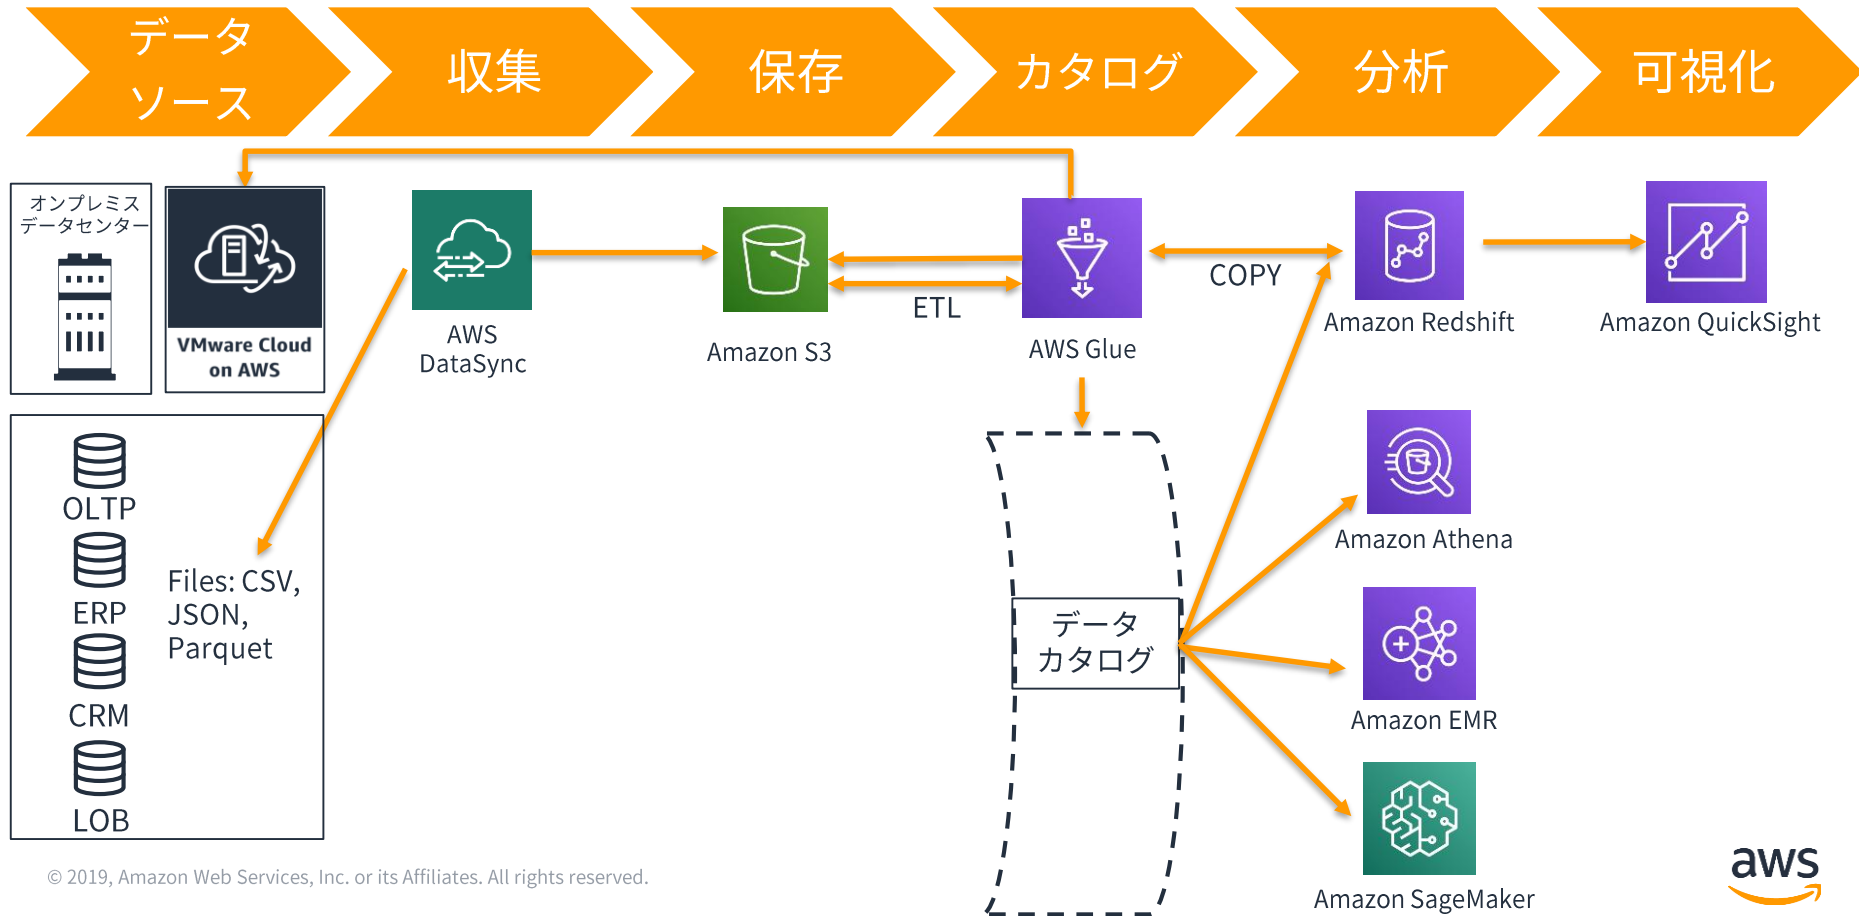 データ
ソース
収集
保存
カタログ
分析
可視化
オンプレミス
データセンター
VMware Cloud
on AWS
AWS
DataSync
Amazon S3
ETL
AWS Glue
COPY
Amazon Redshift
Amazon QuickSight
OLTP
ERP
CRM
LOB
Files: CSV,
JSON,
Parquet
データ
カタログ
Amazon Athena
Amazon EMR
Amazon SageMaker
© 2019, Amazon Web Services, Inc. or its Affiliates. All rights reserved.
aws